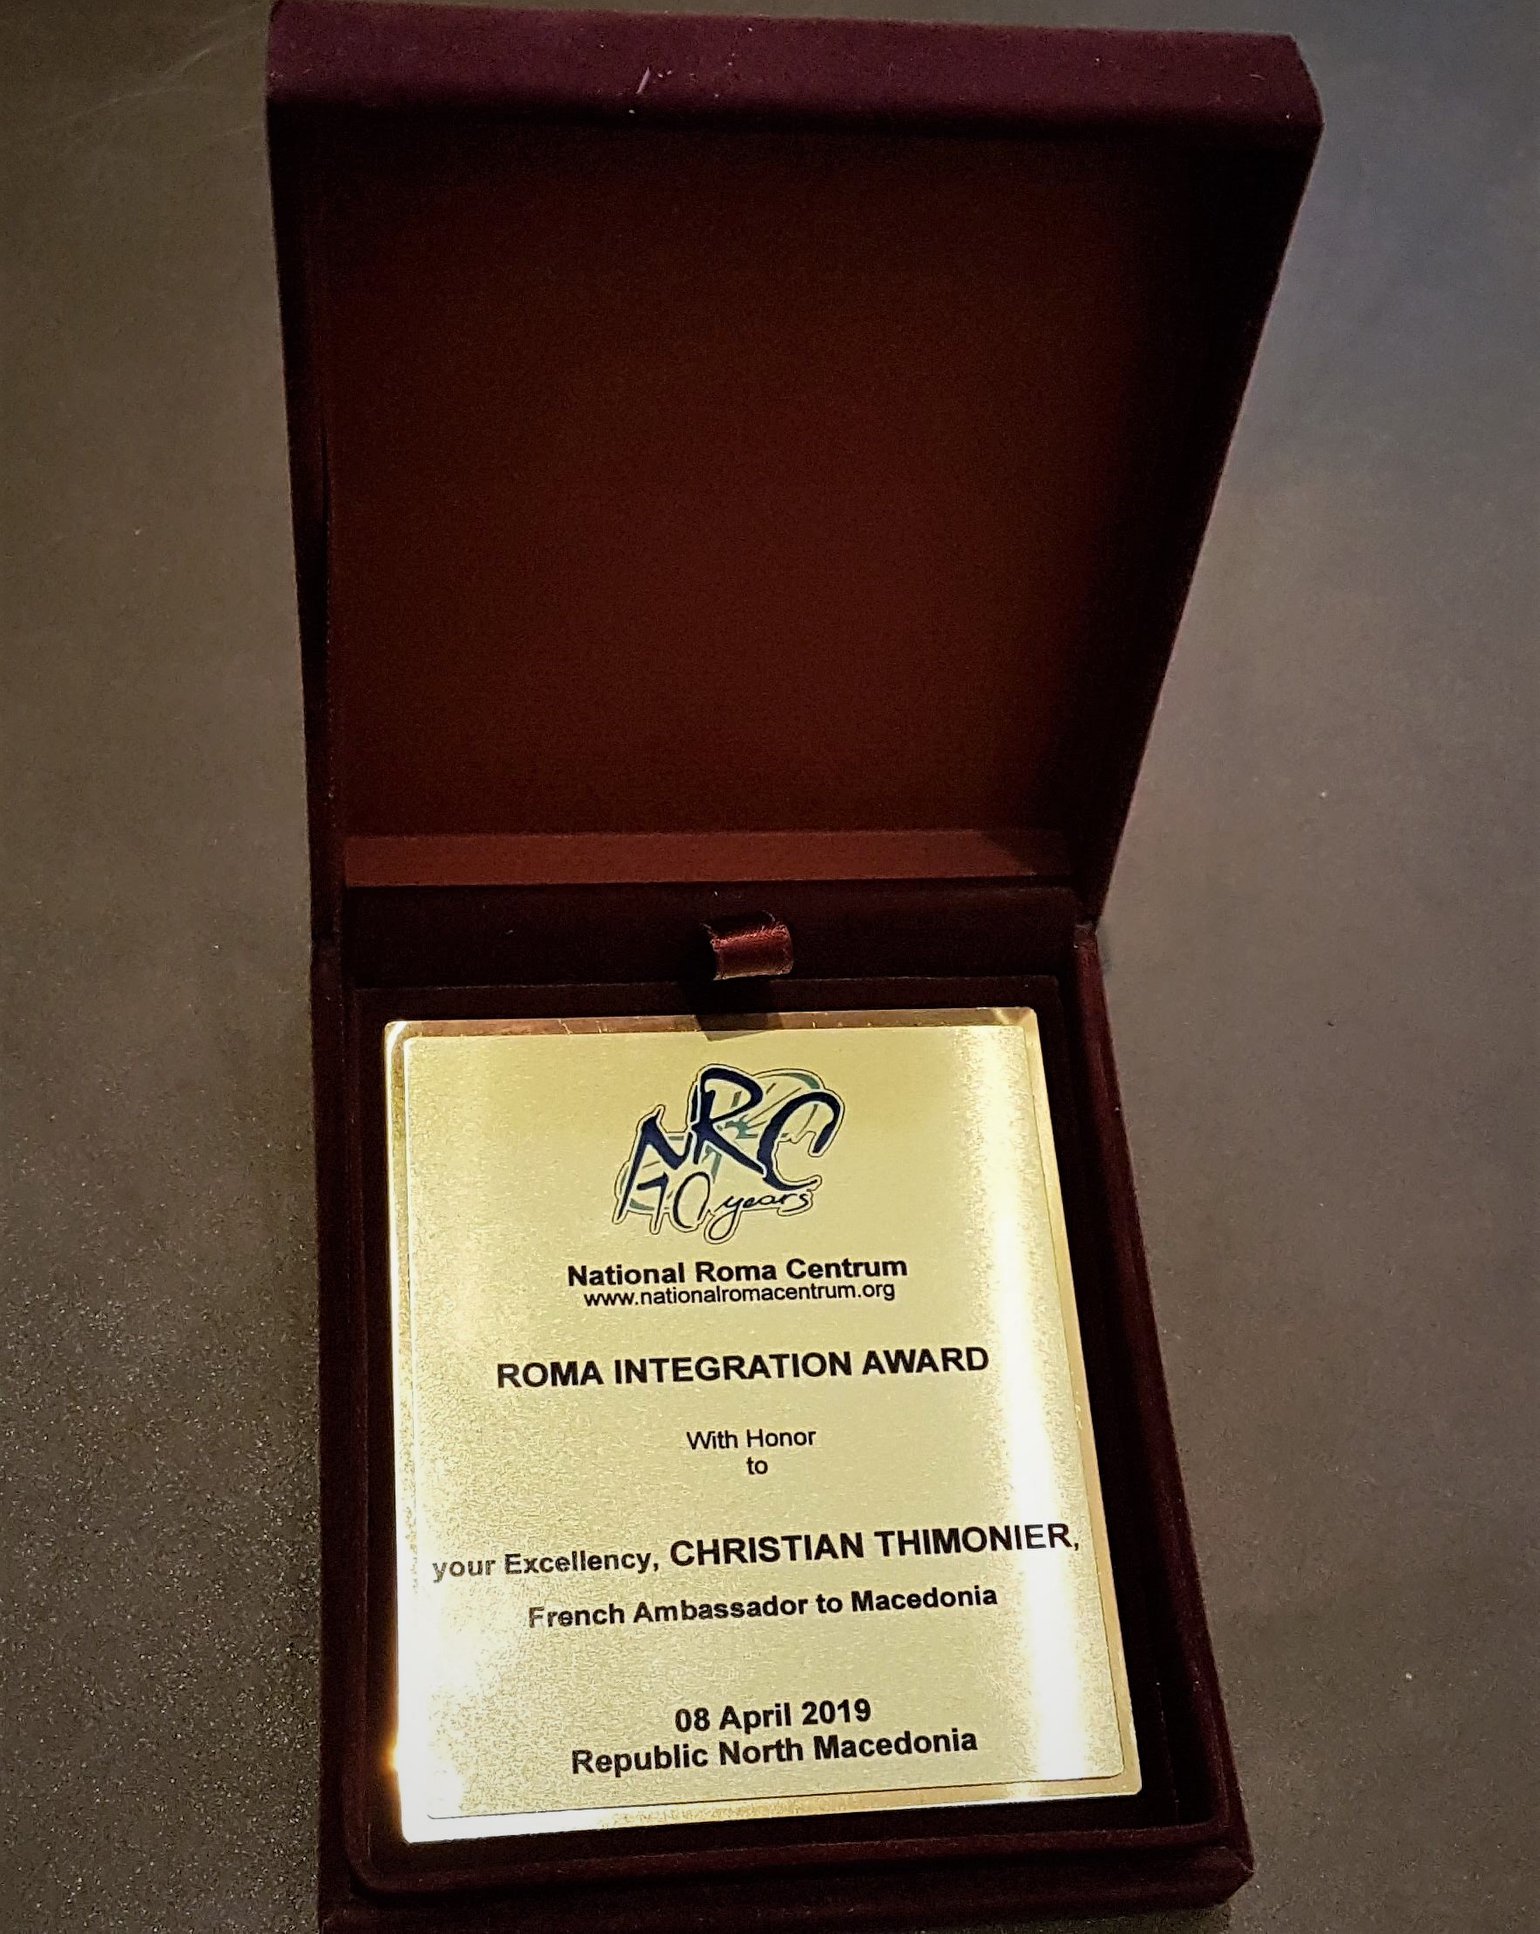 NRC
10 years
National Roma Centrum
www.nationalromacentrum.org
ROMA INTEGRATION AWARD
With Honor
to
your Excellency, CHRISTIAN THIMONIER,
French Ambassador to Macedonia
08 April 2019
Republic North Macedonia